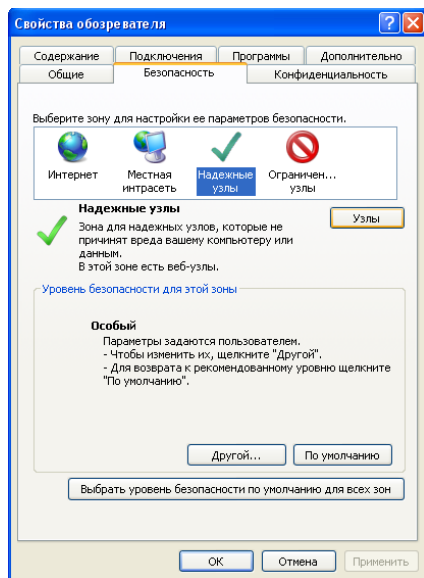 Свойства обозревателя
Содержание Подключения Программы Дополнительно
Общие Безопасность Конфиденциальность
Выберите зону для настройки ее параметров безопасности.
Интернет Местная интрасеть Надежные узлы Ограничен... узлы
Надежные узлы
Узлы
Зона для надежных узлов, которые не
причинят вреда вашему компьютеру или
данным.
В этой зоне есть веб-узлы.
Уровень безопасности для этой зоны
Особый
Параметры задаются пользователем.
- Чтобы изменить их, щелкните "Другой".
- Для возврата к рекомендованному уровню щелкните
"По умолчанию".
Другой... По умолчанию
Выбрать уровень безопасности по умолчанию для всех зон
OK Отмена Применить